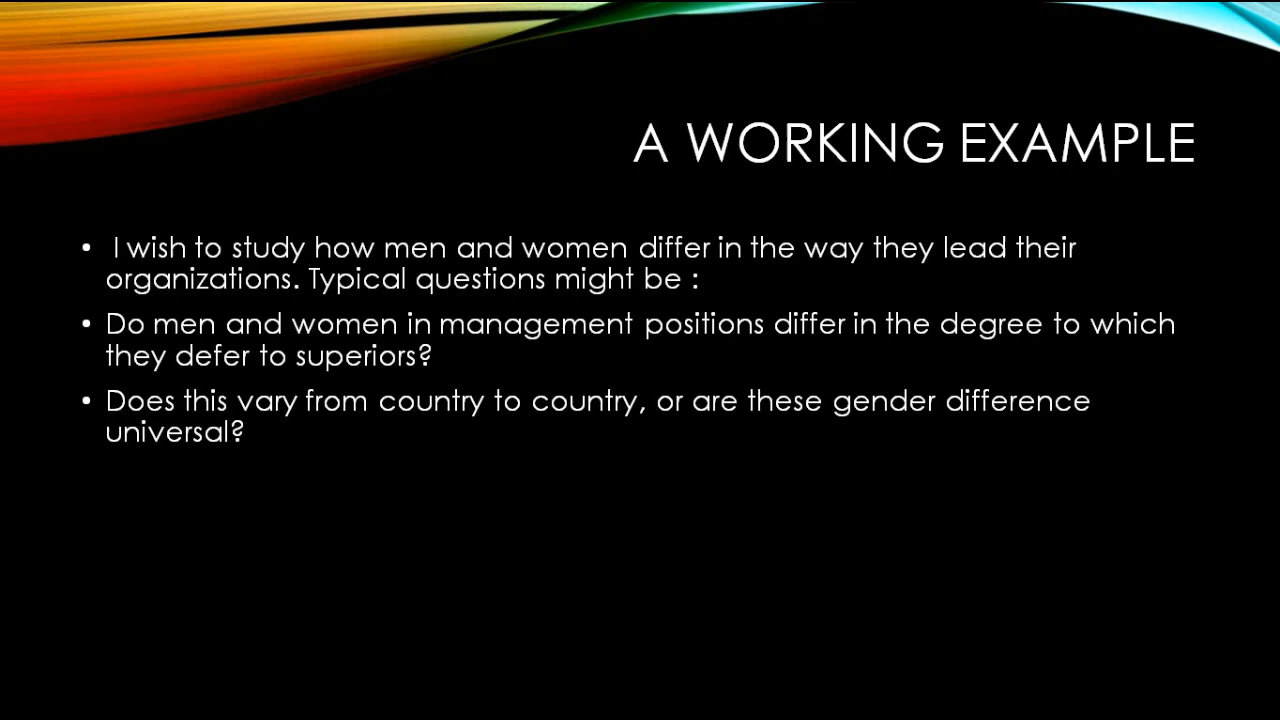 A WORKING EXAMPLE
• I wish to study how men and women differ in the way they lead their
organizations. Typical questions might be :
• Do men and women in management positions differ in the degree to which
they defer to superiors?
• Does this vary from country to country, or are these gender difference
universal?